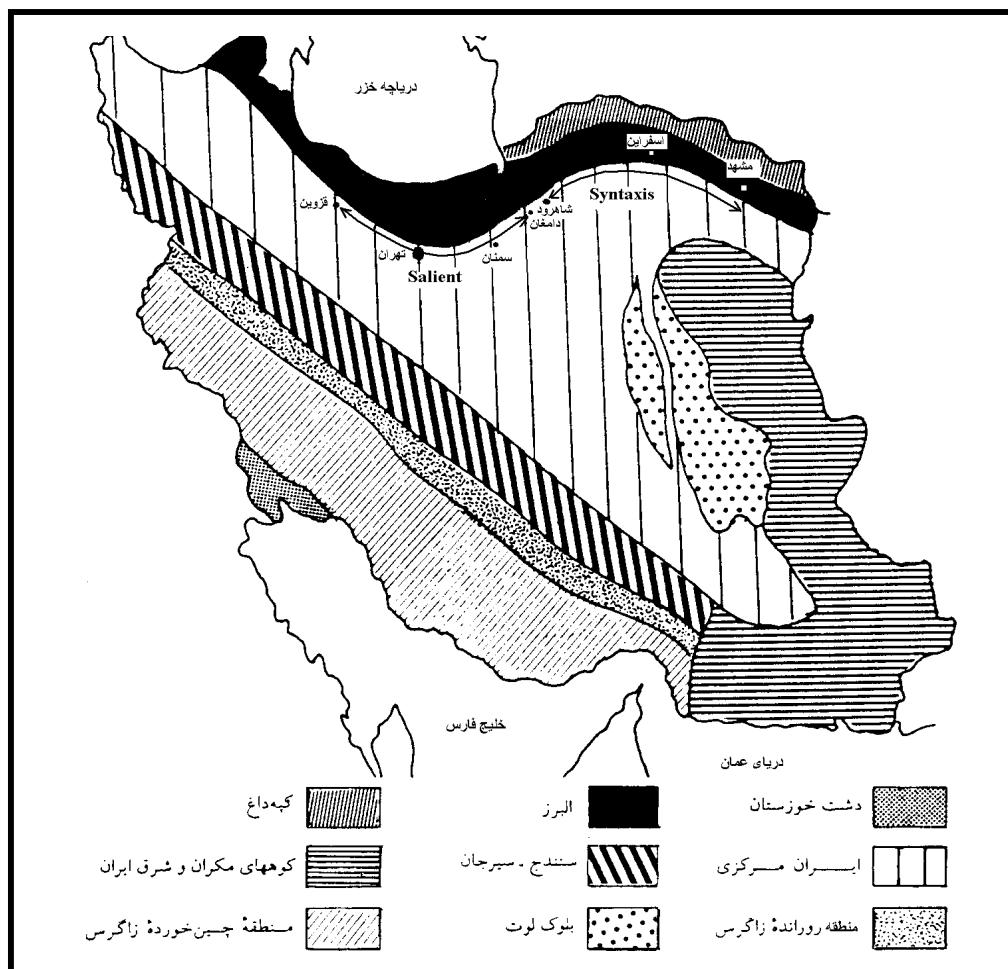 دریاچه خزر
اسفراین
مشهد
Syntaxis
شاهرود
دامغان
قزوین
سمنان
تهران
Salient
خلیج فارس
دریای عمان
دشت خوزستان
البرز
کپه‌داغ
ایران مرکزی
سنندج - سیرجان
کوههای مکران و شرق ایران
منطقه روراندهٔ زاگرس
بلوک لوت
منطقهٔ چین‌خوردهٔ زاگرس